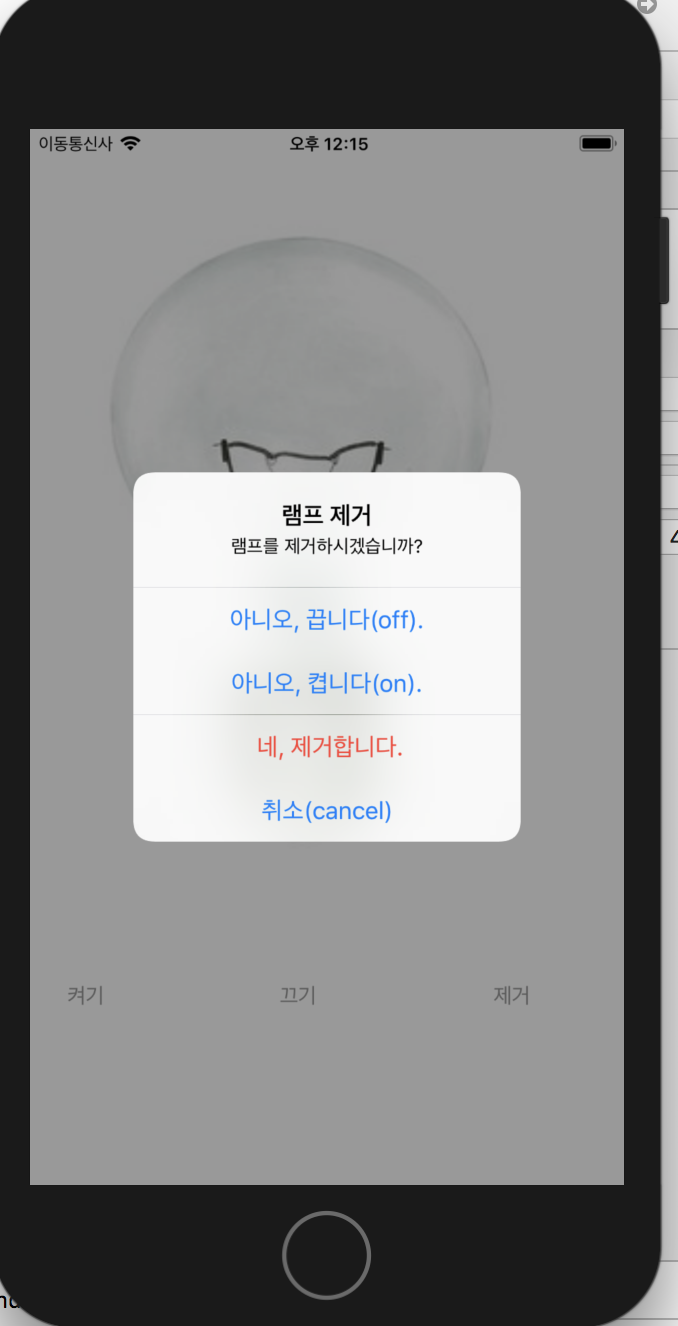 이동통신사 오후 12:15
램프 제거
램프를 제거하시겠습니까?
아니오, 끕니다(off).
아니오, 켭니다(on).
네, 제거합니다.
취소(cancel)
켜기 끄기 제거